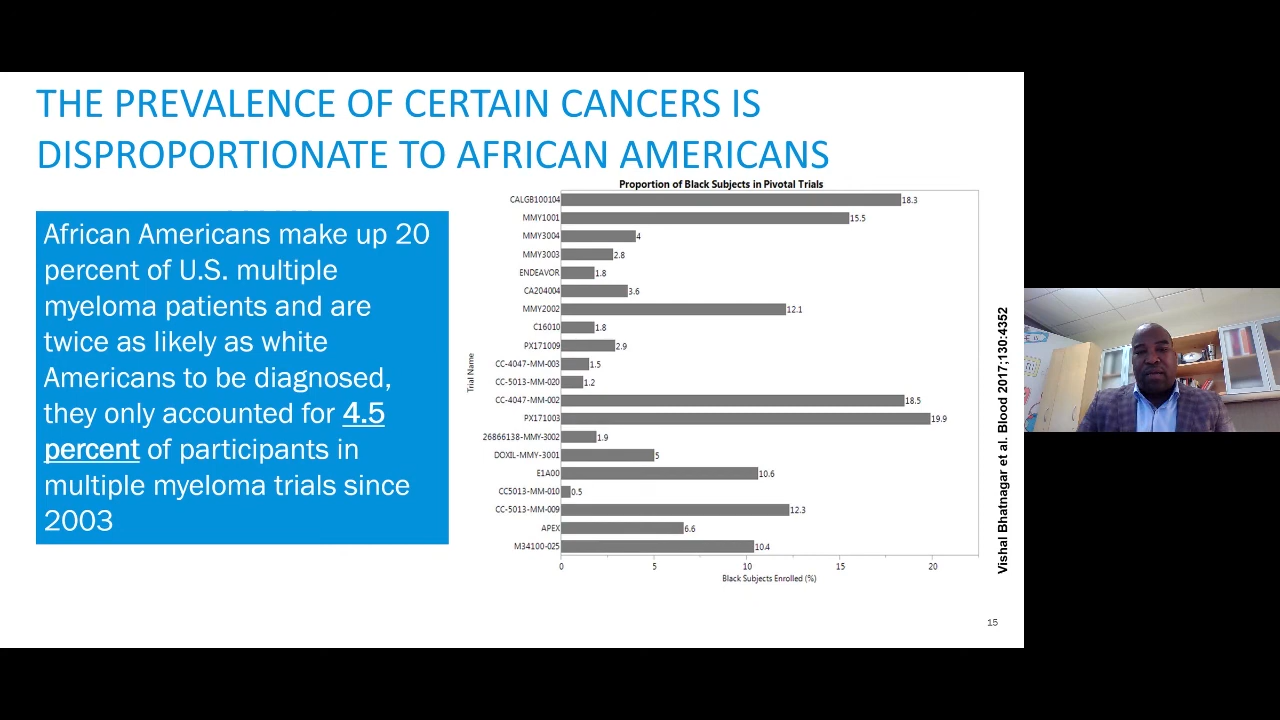 THE PREVALENCE OF CERTAIN CANCERS IS
DISPROPORTIONATE TO AFRICAN AMERICANS
African Americans make up 20
percent of U.S. multiple
myeloma patients and are
twice as likely as white
Americans to be diagnosed,
they only accounted for 4.5
percent of participants in
multiple myeloma trials since
2003
Proportion of Black Subjects in Pivotal Trials
Trial Name
CALGB100104 18.3
MMY1001 15.5
MMY3004 4
MMY3003 2.8
ENDEAVOR 1.8
CA204004 3.6
MMY2002 12.1
C16010 1.8
PX171009 2.9
CC-4047-MM-003 1.5
CC-5013-MM-020 1.2
CC-4047-MM-002 18.5
PX171003 19.9
26866138-MMY-3002 1.9
DOXIL-MMY-3001 5
E1A00 10.6
CC5013-MM-010 0.5
CC-5013-MM-009 12.3
APEX 6.6
M34100-025 10.4
0 5 10 15 20
Black Subjects Enrolled (%)
Vishal Bhatnagar et al. Blood 2017;130:4352
15